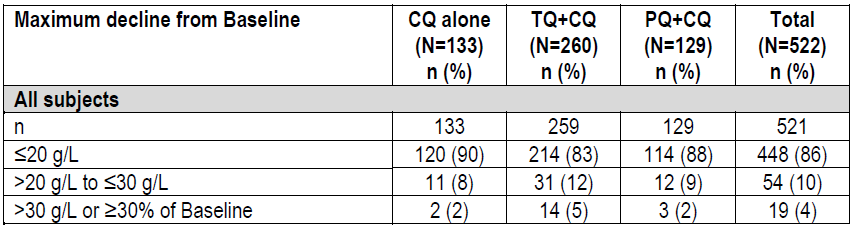 Maximum decline from Baseline CQ alone TQ+CQ PQ+CQ Total
(N=133) (N=260) (N=129) (N=522)
n (%) n (%) n (%) n (%)
All subjects
n 133 259 129 521
≤20 g/L 120 (90) 214 (83) 114 (88) 448 (86)
>20 g/L to ≤30 g/L 11 (8) 31 (12) 12 (9) 54 (10)
>30 g/L or ≥30% of Baseline 2 (2) 14 (5) 3 (2) 19 (4)